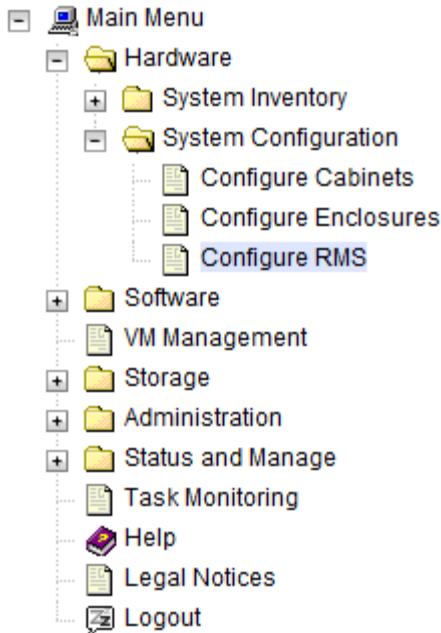 Main Menu
Hardware
System Inventory
System Configuration
Configure Cabinets
Configure Enclosures
Configure RMS
Software
VM Management
Storage
Administration
Status and Manage
Task Monitoring
Help
Legal Notices
Logout